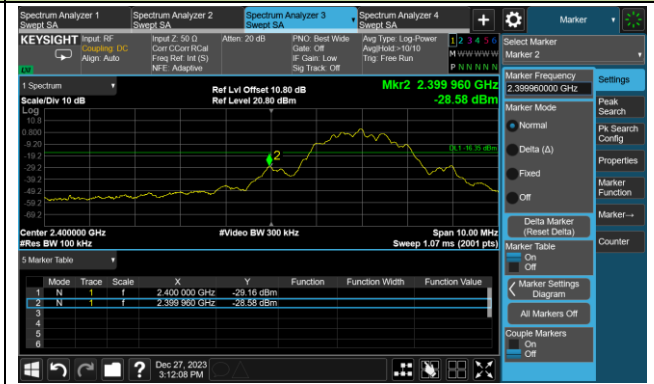 Spectrum Analyzer 1
Swept SA
Spectrum Analyzer 2
Swept SA
Spectrum Analyzer 3
Swept SA
Spectrum Analyzer 4
Swept SA
+
Marker
KEYSIGHT
Input: RF
Coupling: DC
Align: Auto
Input Z: 50 Ω
Corr CCorr RCal
Freq Ref: Int (S)
NFE: Adaptive
Atten: 20 dB
PNO: Best Wide
Gate: Off
IF Gain: Low
Sig Track: Off
Avg Type: Log-Power
Avg|Hold:>10/10
Trig: Free Run
1 2 3 4 5 6
M W W W W W
P N N N N N
LXI
Select Marker
Marker 2
1 Spectrum
Scale/Div 10 dB
Ref Lvl Offset 10.80 dB
Ref Level 20.80 dBm
Mkr2 2.399 960 GHz
-28.58 dBm
Log
10.8
0.800
-9.20
-19.2
-29.2
-39.2
-49.2
-59.2
-69.2
2
DL1 -16.35 dBm
Center 2.400000 GHz
#Res BW 100 kHz
#Video BW 300 kHz
Span 10.00 MHz
Sweep 1.07 ms (2001 pts)
5 Marker Table
Mode Trace Scale X Y Function Function Width Function Value
1 N 1 f 2.400 000 GHz -29.16 dBm
2 N 1 f 2.399 960 GHz -28.58 dBm
3
4
5
6
Marker Frequency
2.399960000 GHz
Marker Mode
Normal
Delta (Δ)
Fixed
Off
Delta Marker
(Reset Delta)
Marker Table
On
Off
Marker Settings
Diagram
All Markers Off
Couple Markers
On
Off
Settings
Peak
Search
Pk Search
Config
Properties
Marker
Function
Marker→
Counter
?
Dec 27, 2023
3:12:08 PM